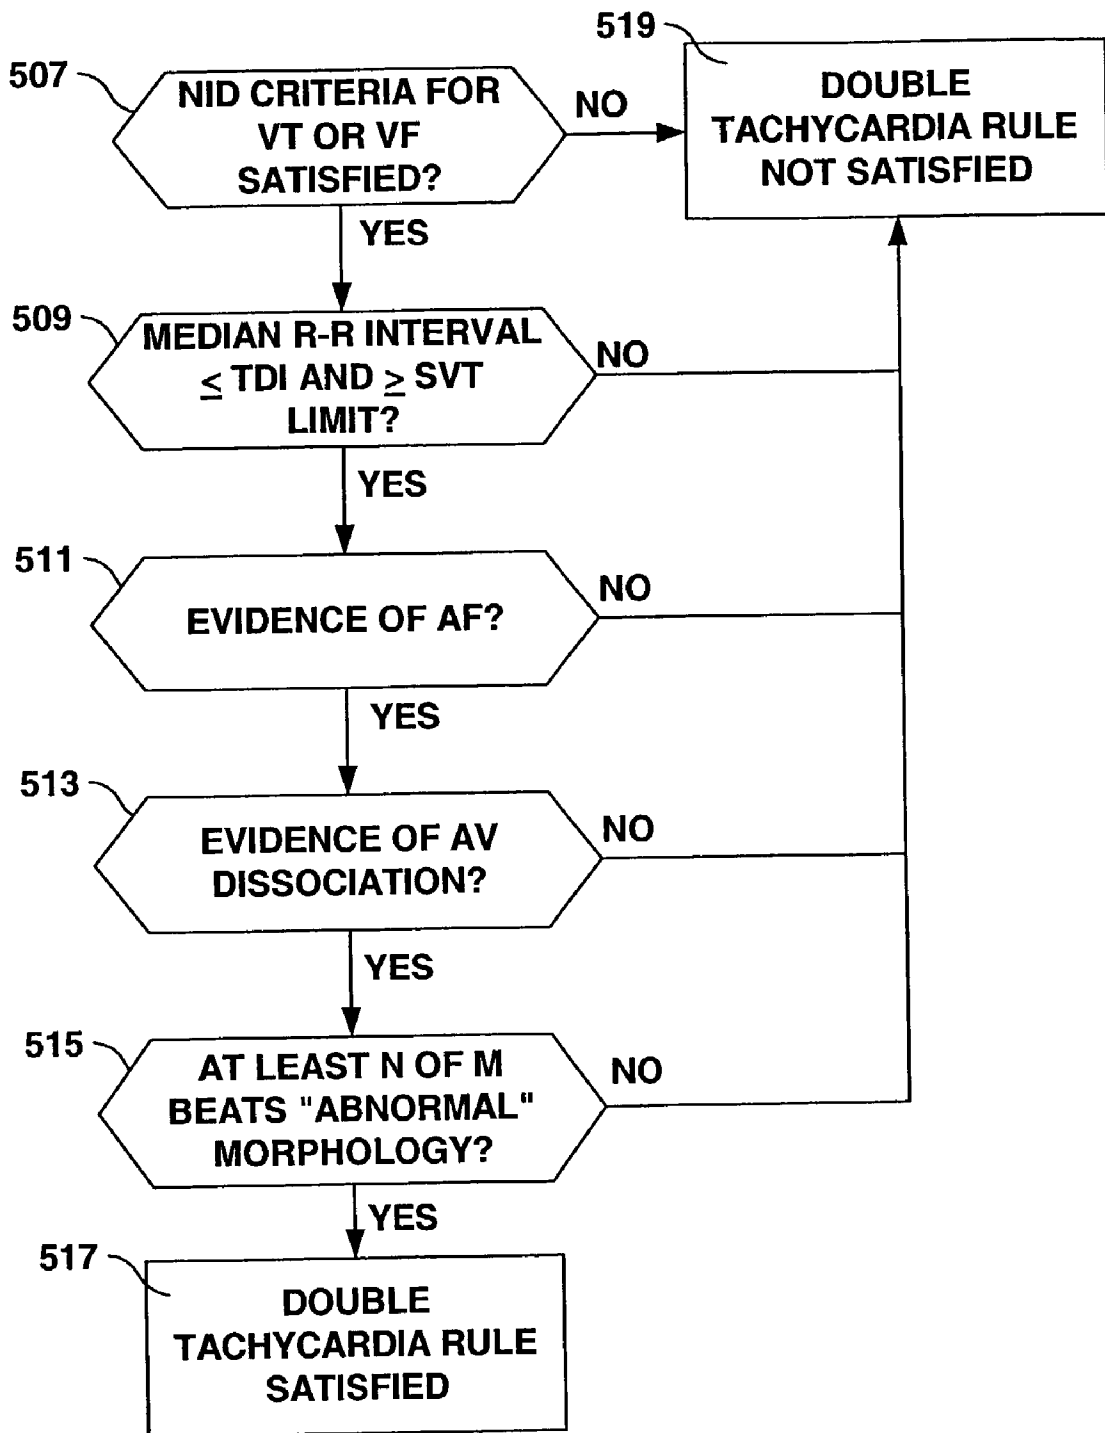 519
507
NID CRITERIA FOR
VT OR VF
SATISFIED?
NO
DOUBLE
TACHYCARDIA RULE
NOT SATISFIED
YES
509
MEDIAN R-R INTERVAL
≤ TDI AND ≥ SVT
LIMIT?
NO
YES
511
EVIDENCE OF AF?
NO
YES
513
EVIDENCE OF AV
DISSOCIATION?
NO
YES
515
AT LEAST N OF M
BEATS "ABNORMAL"
MORPHOLOGY?
NO
YES
517
DOUBLE
TACHYCARDIA RULE
SATISFIED